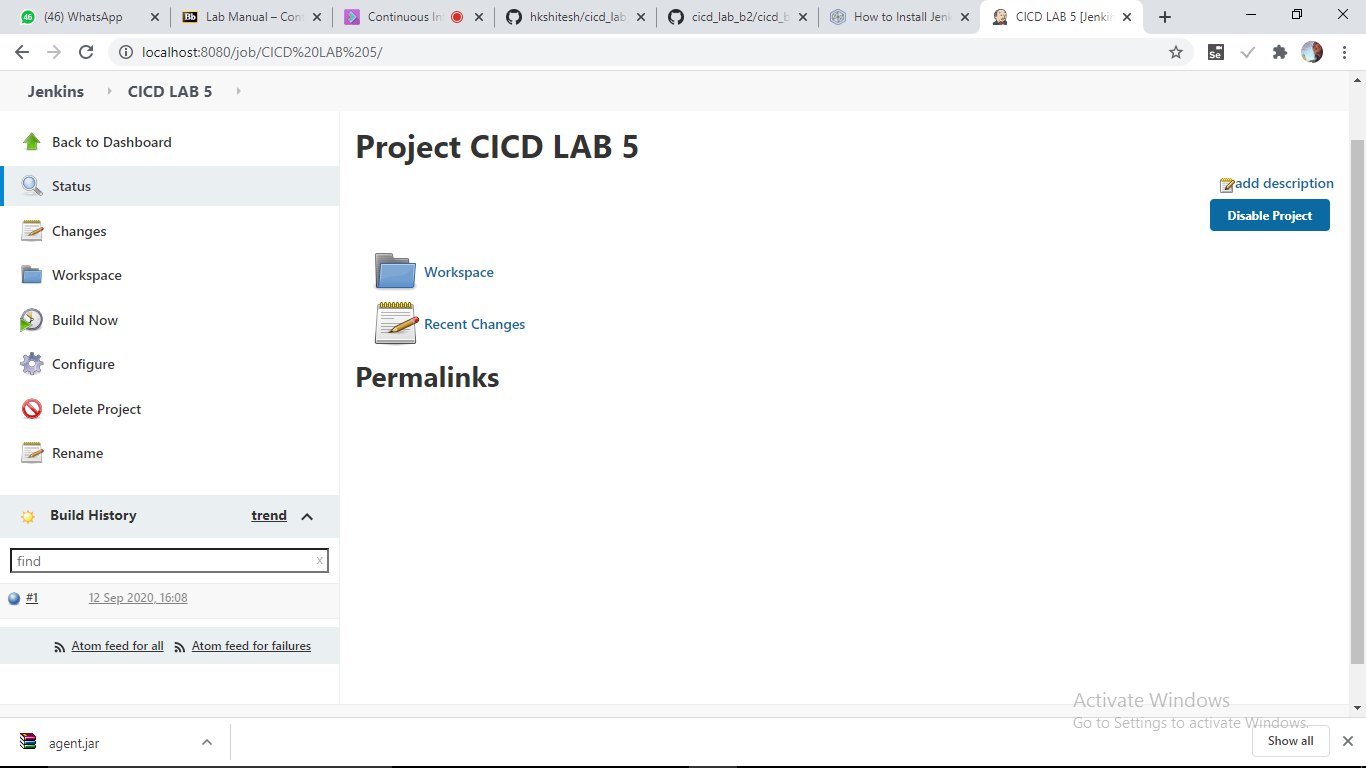 (46) WhatsApp
Lab Manual – Con
Continuous In
hkshitesh/cicd_lab
cicd_lab_b2/cicd_b
How to Install Jen
CICD LAB 5 [Jenki
localhost:8080/job/CICD%20LAB%205/
Jenkins CICD LAB 5
Back to Dashboard
Status
Changes
Workspace
Build Now
Configure
Delete Project
Rename
Build History trend
find x
#1 12 Sep 2020, 16:08
Atom feed for all Atom feed for failures
Project CICD LAB 5
add description
Disable Project
Workspace
Recent Changes
Permalinks
Activate Windows
Go to Settings to activate Windows.
agent.jar
Show all